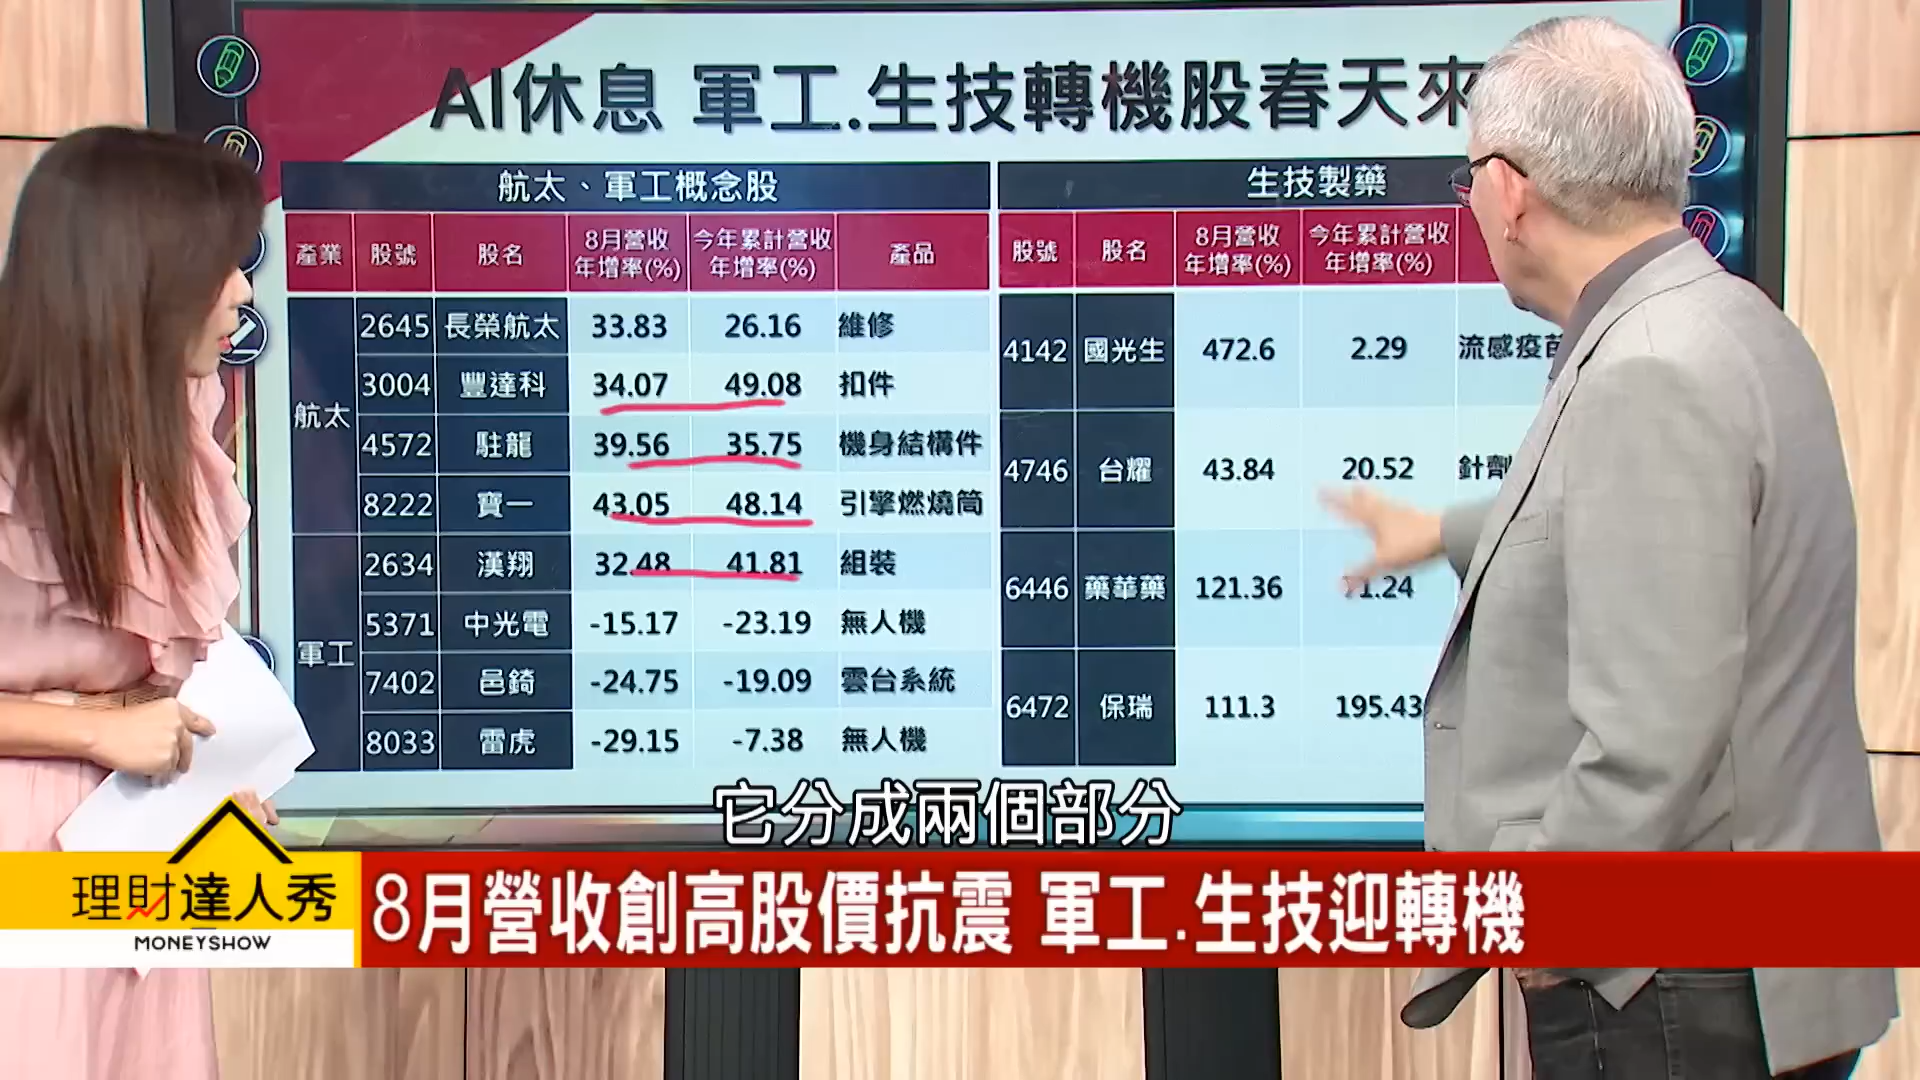 AI休息 軍工.生技轉機股春天來
航太、軍工概念股
產業 股號 股名 8月營收年增率(%) 今年累計營收年增率(%) 產品
航太
2645 長榮航太 33.83 26.16 維修
3004 豐達科 34.07 49.08 扣件
4572 駐龍 39.56 35.75 機身結構件
8222 寶一 43.05 48.14 引擎燃燒筒
軍工
2634 漢翔 32.48 41.81 組裝
5371 中光電 -15.17 -23.19 無人機
7402 邑錡 -24.75 -19.09 雲台系統
8033 雷虎 -29.15 -7.38 無人機
生技製藥
股號 股名 8月營收年增率(%) 今年累計營收年增率(%)
4142 國光生 472.6 2.29 流感疫苗
4746 台耀 43.84 20.52 針劑
6446 藥華藥 121.36 71.24
6472 保瑞 111.3 195.43
它分成兩個部分
理財達人秀
MONEYSHOW
8月營收創高股價抗震 軍工.生技迎轉機